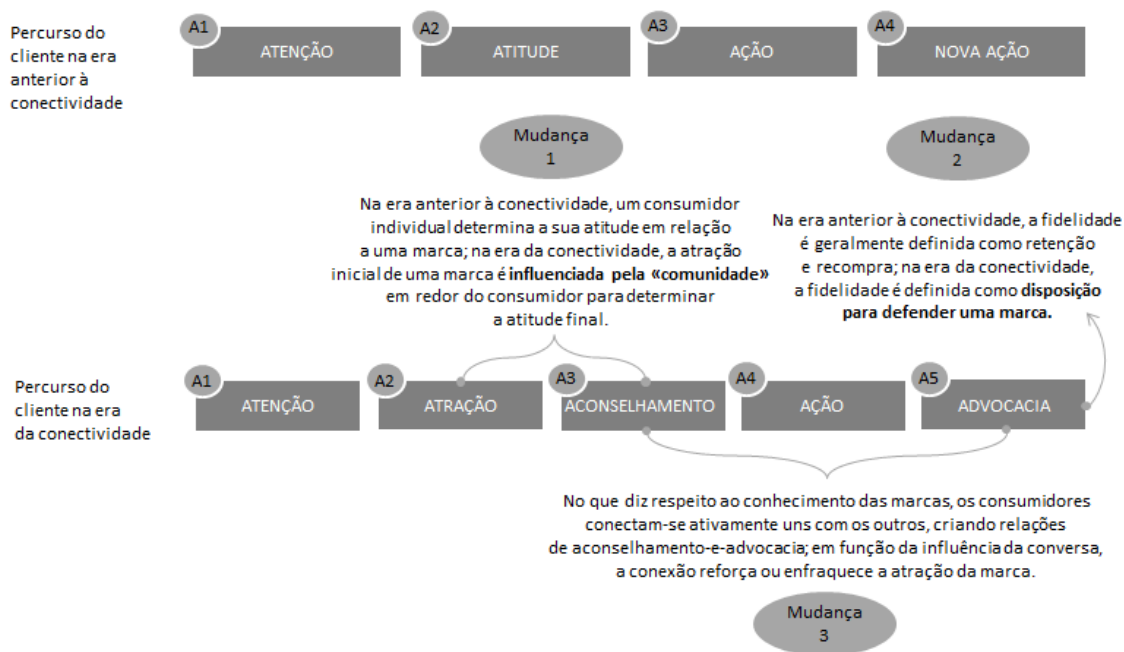 Percurso do
cliente na era
anterior à
conectividade
A1
ATENÇÃO
A2
ATITUDE
A3
AÇÃO
A4
NOVA AÇÃO
Mudança
1
Na era anterior à conectividade, um consumidor
individual determina a sua atitude em relação
a uma marca; na era da conectividade, a atração
inicial de uma marca é influenciada pela «comunidade»
em redor do consumidor para determinar
a atitude final.
Mudança
2
Na era anterior à conectividade, a fidelidade
é geralmente definida como retenção
e recompra; na era da conectividade,
a fidelidade é definida como disposição
para defender uma marca.
Percurso do
cliente na era
da conectividade
A1
ATENÇÃO
A2
ATRAÇÃO
A3
ACONSELHAMENTO
A4
AÇÃO
A5
ADVOCACIA
No que diz respeito ao conhecimento das marcas, os consumidores
conectam-se ativamente uns com os outros, criando relações
de aconselhamento-e-advocacia; em função da influência da conversa,
a conexão reforça ou enfraquece a atração da marca.
Mudança
3